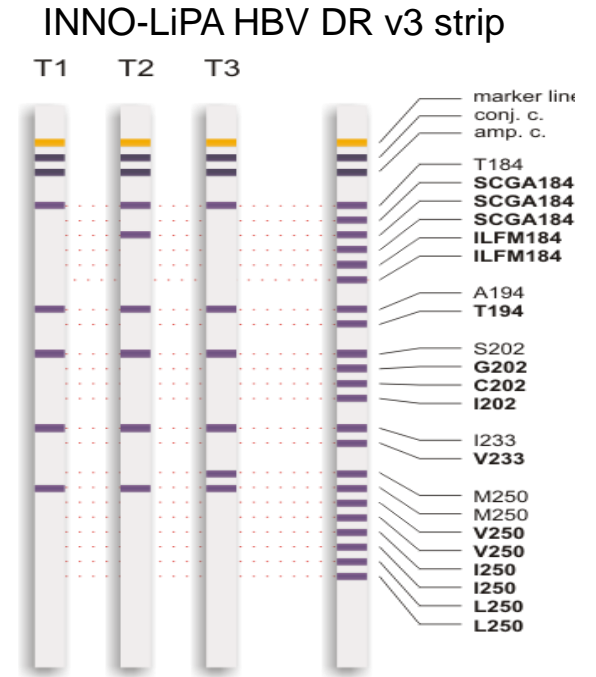 INNO-LiPA HBV DR v3 strip
T1 T2 T3
marker line
conj. c.
amp. c.
T184
SCGA184
SCGA184
SCGA184
ILFM184
ILFM184
A194
T194
S202
G202
C202
I202
I233
V233
M250
M250
V250
V250
I250
I250
L250
L250